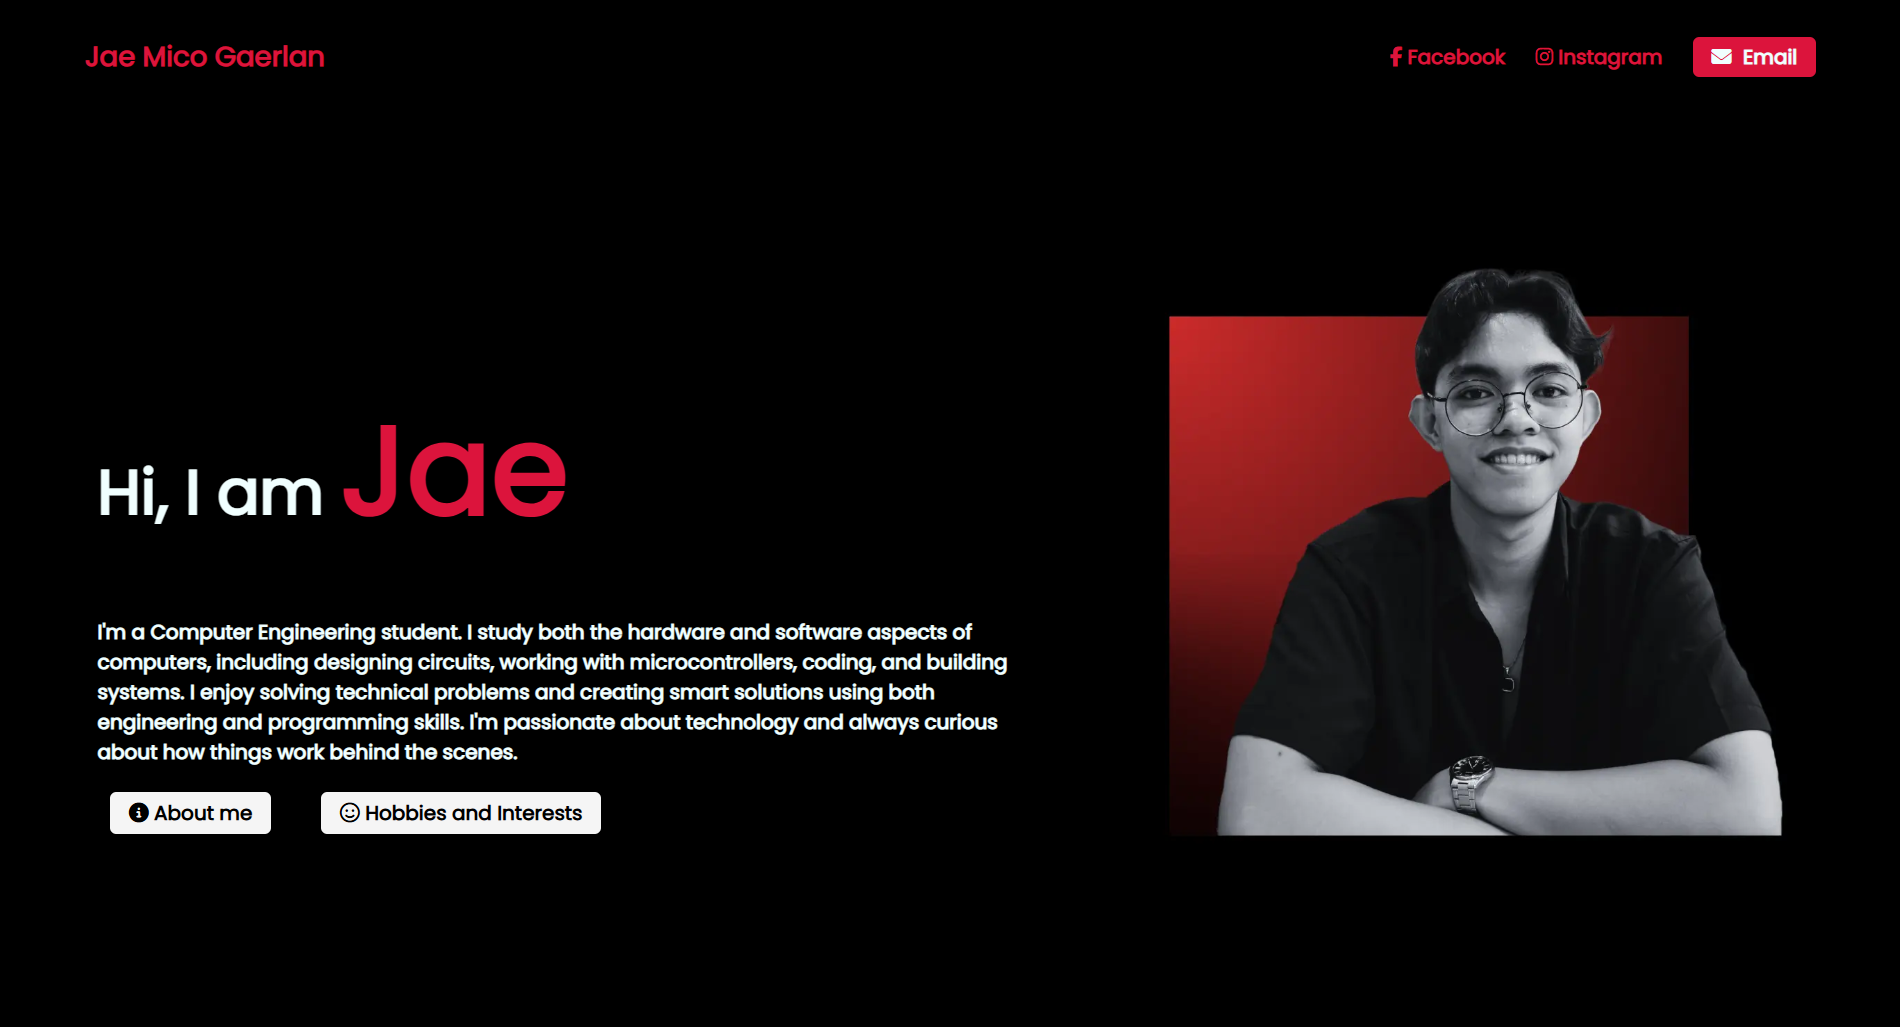 Jae Mico Gaerlan
Facebook
Instagram
Email
Hi, I am Jae
I'm a Computer Engineering student. I study both the hardware and software aspects of
computers, including designing circuits, working with microcontrollers, coding, and building
systems. I enjoy solving technical problems and creating smart solutions using both
engineering and programming skills. I'm passionate about technology and always curious
about how things work behind the scenes.
About me
Hobbies and Interests